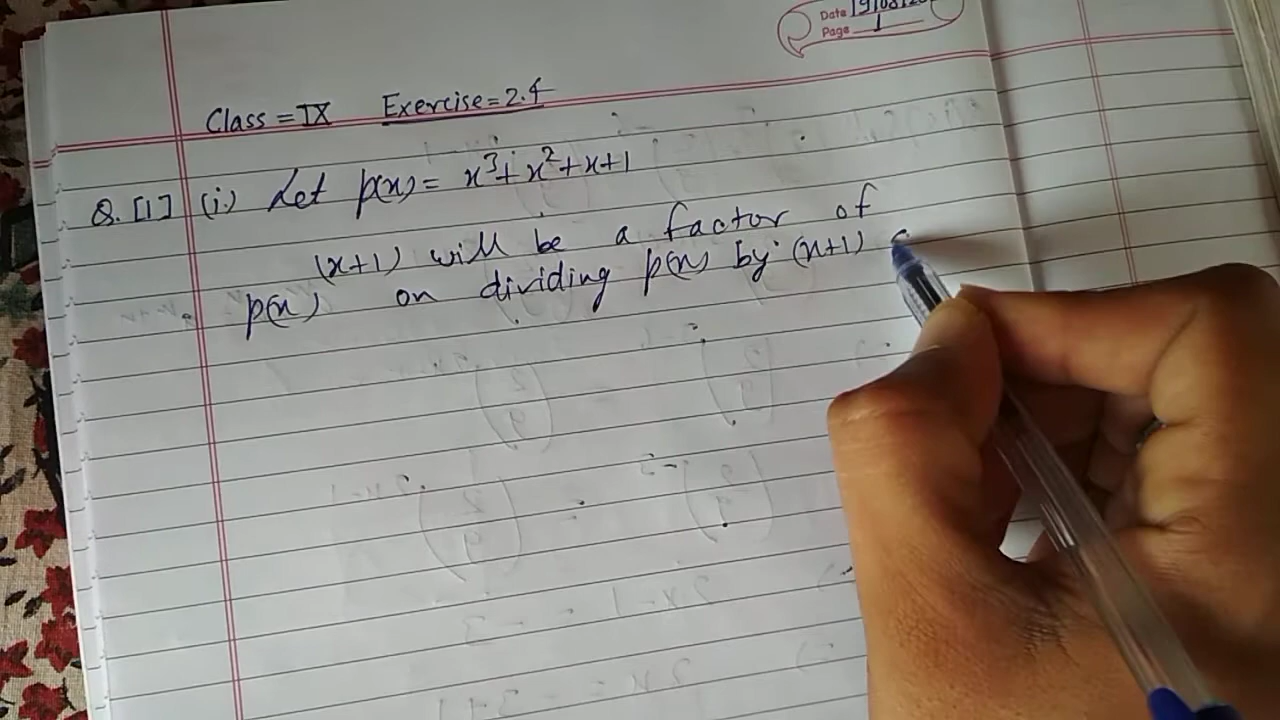 Date 19/08/20
Page 1
Class = IX Exercise = 2.4
Q. [1] (i) Let p(x) = x³ + x² + x + 1
(x+1) will be a factor of
p(x) on dividing p(x) by (x+1)